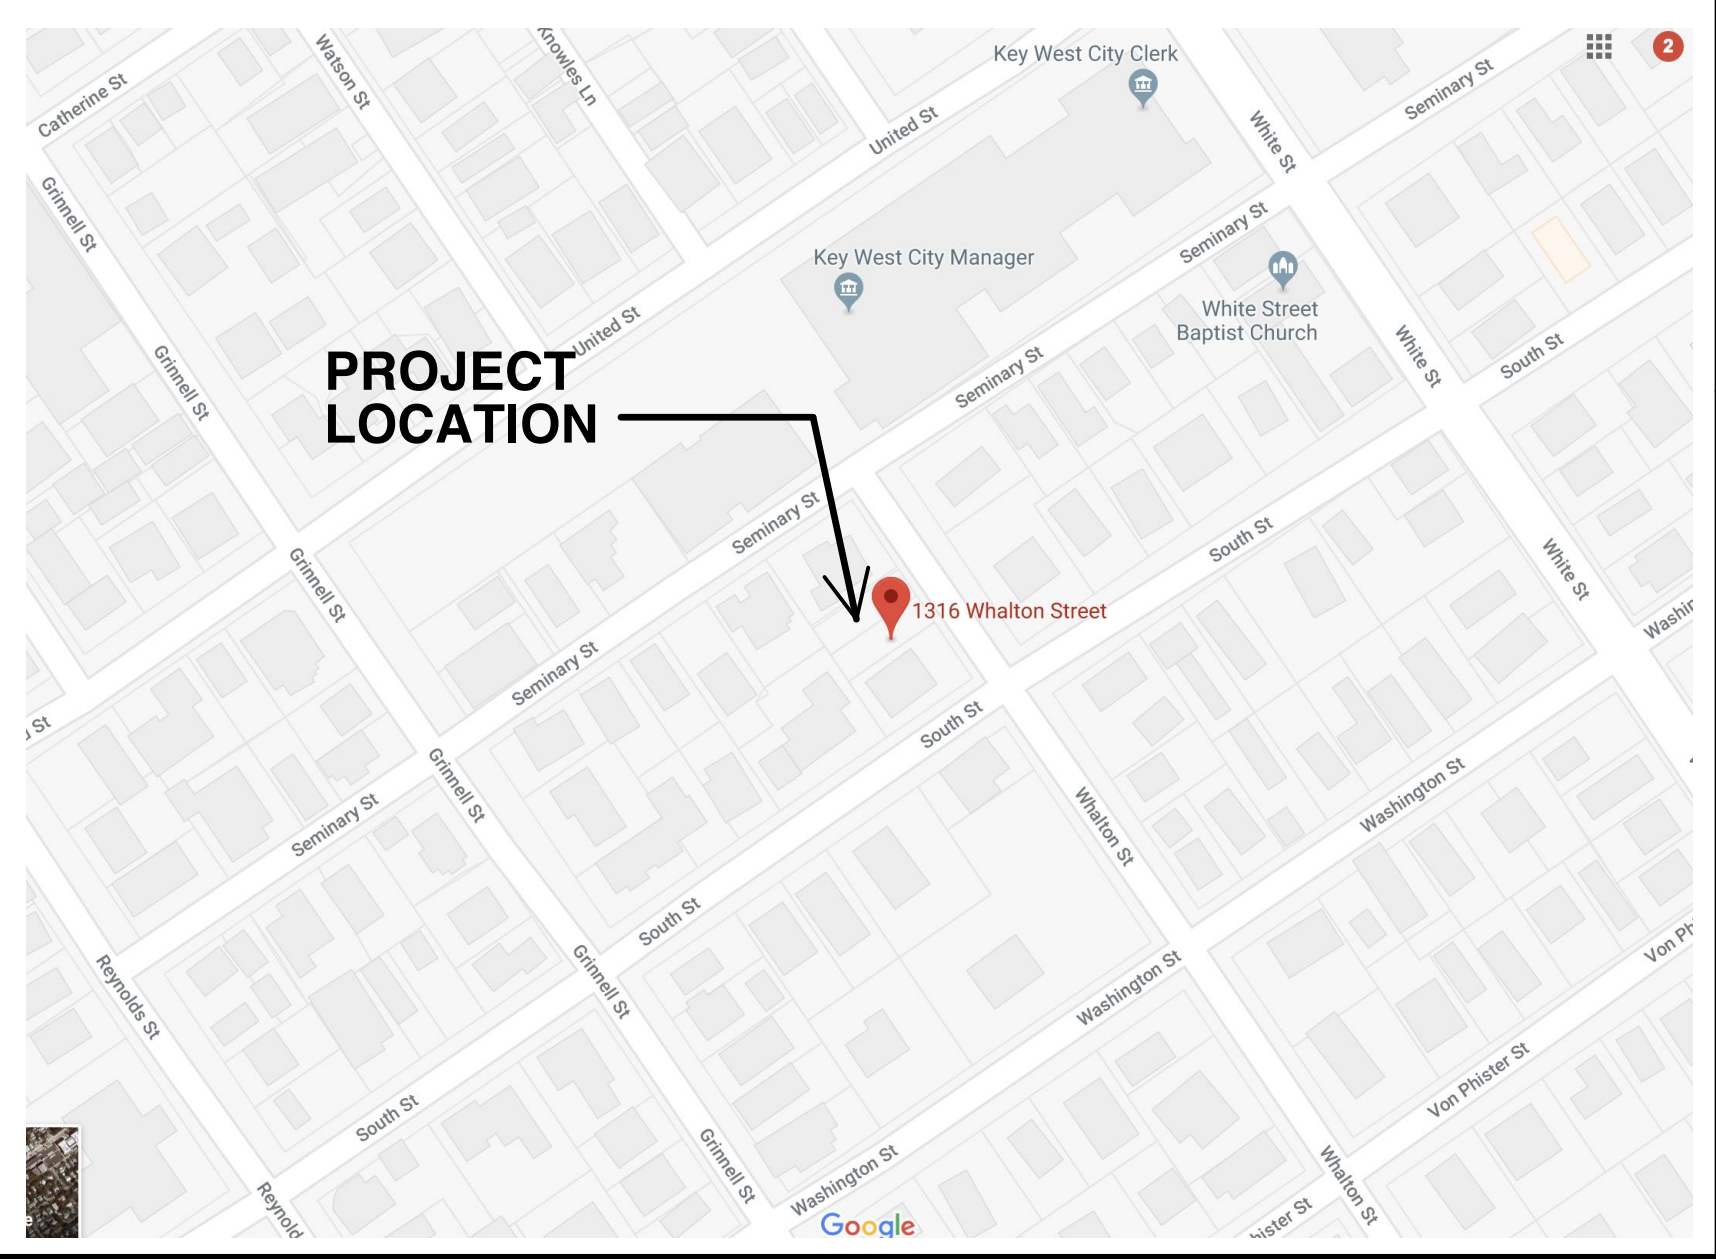 Key West City Clerk
2
Catherine St
Watson St
Knowles Ln
United St
White St
Seminary St
Grinnell St
Key West City Manager
Seminary St
White Street
Baptist Church
United St
Grinnell St
PROJECT
LOCATION
Seminary St
White St
South St
Seminary St
South St
White St
Grinnell St
1316 Whalton Street
Seminary St
South St
St
Grinnell St
Seminary St
Whalton St
Washington St
South St
Reynolds St
Grinnell St
Washington St
Von Phister St
South St
Grinnell St
Washington St
Whalton St
Google